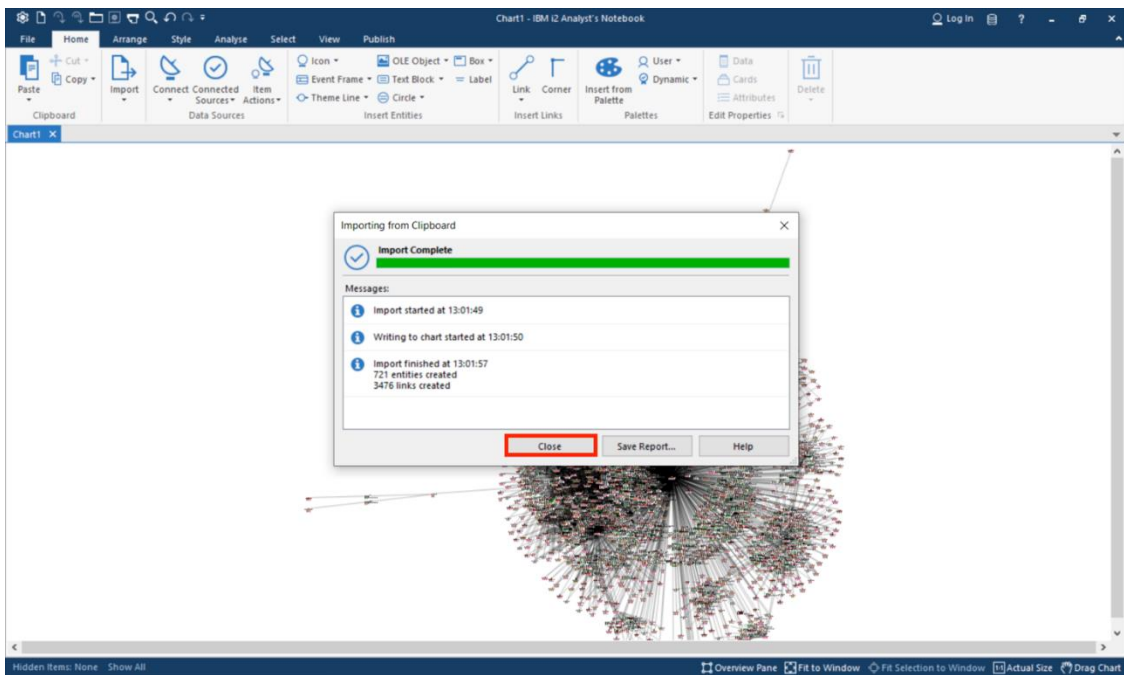 Chart1 - IBM i2 Analyst's Notebook
Log In
?
File Home Arrange Style Analyse Select View Publish
Paste
Cut
Copy
Clipboard
Import
Connect
Connected Sources
Item Actions
Data Sources
Icon
OLE Object
Box
Event Frame
Text Block
Label
Theme Line
Circle
Insert Entities
Link
Corner
Insert Links
Insert from Palette
User
Dynamic
Palettes
Data
Cards
Attributes
Edit Properties
Delete
Chart1
Importing from Clipboard
Import Complete
Messages:
Import started at 13:01:49
Writing to chart started at 13:01:50
Import finished at 13:01:57
721 entities created
3476 links created
Close Save Report... Help
Hidden Items: None Show All Overview Pane Fit to Window Fit Selection to Window Actual Size Drag Chart